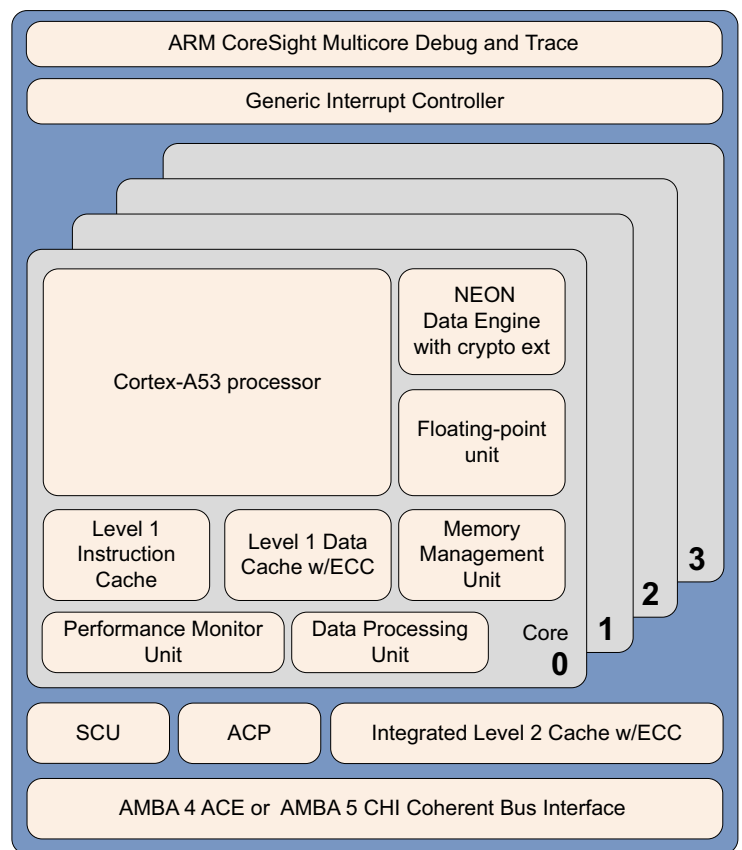 ARM CoreSight Multicore Debug and Trace
Generic Interrupt Controller
Cortex-A53 processor
NEON
Data Engine
with crypto ext
Floating-point
unit
Level 1
Instruction
Cache
Level 1 Data
Cache w/ECC
Memory
Management
Unit
Performance Monitor
Unit
Data Processing
Unit
Core
0
1
2
3
SCU
ACP
Integrated Level 2 Cache w/ECC
AMBA 4 ACE or AMBA 5 CHI Coherent Bus Interface